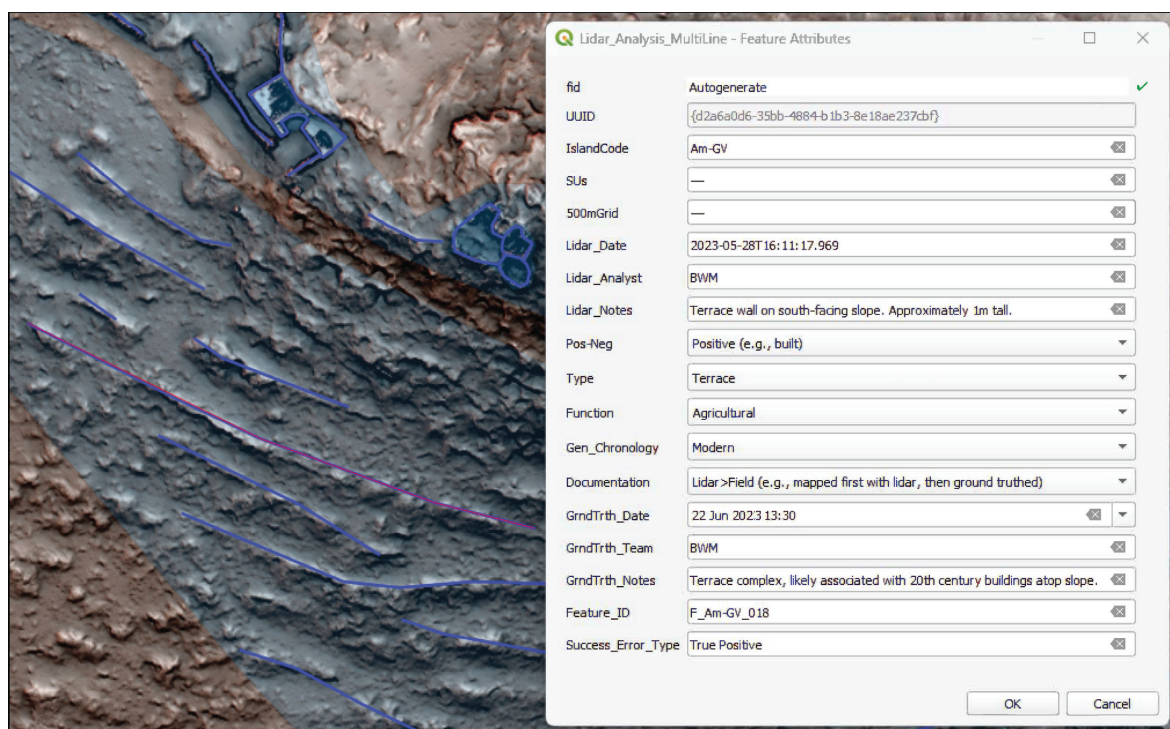 Lidar_Analysis_MultiLine - Feature Attributes
fid Autogenerate
UUID {d2a6a0d6-35bb-4884-b1b3-8e18ae237cbf}
IslandCode Am-GV
SUs —
500mGrid —
Lidar_Date 2023-05-28T16:11:17.969
Lidar_Analyst BWM
Lidar_Notes Terrace wall on south-facing slope. Approximately 1m tall.
Pos-Neg Positive (e.g., built)
Type Terrace
Function Agricultural
Gen_Chronology Modern
Documentation Lidar>Field (e.g., mapped first with lidar, then ground truthed)
GrndTrth_Date 22 Jun 2023 13:30
GrndTrth_Team BWM
GrndTrth_Notes Terrace complex, likely associated with 20th century buildings atop slope.
Feature_ID F_Am-GV_018
Success_Error_Type True Positive
OK Cancel